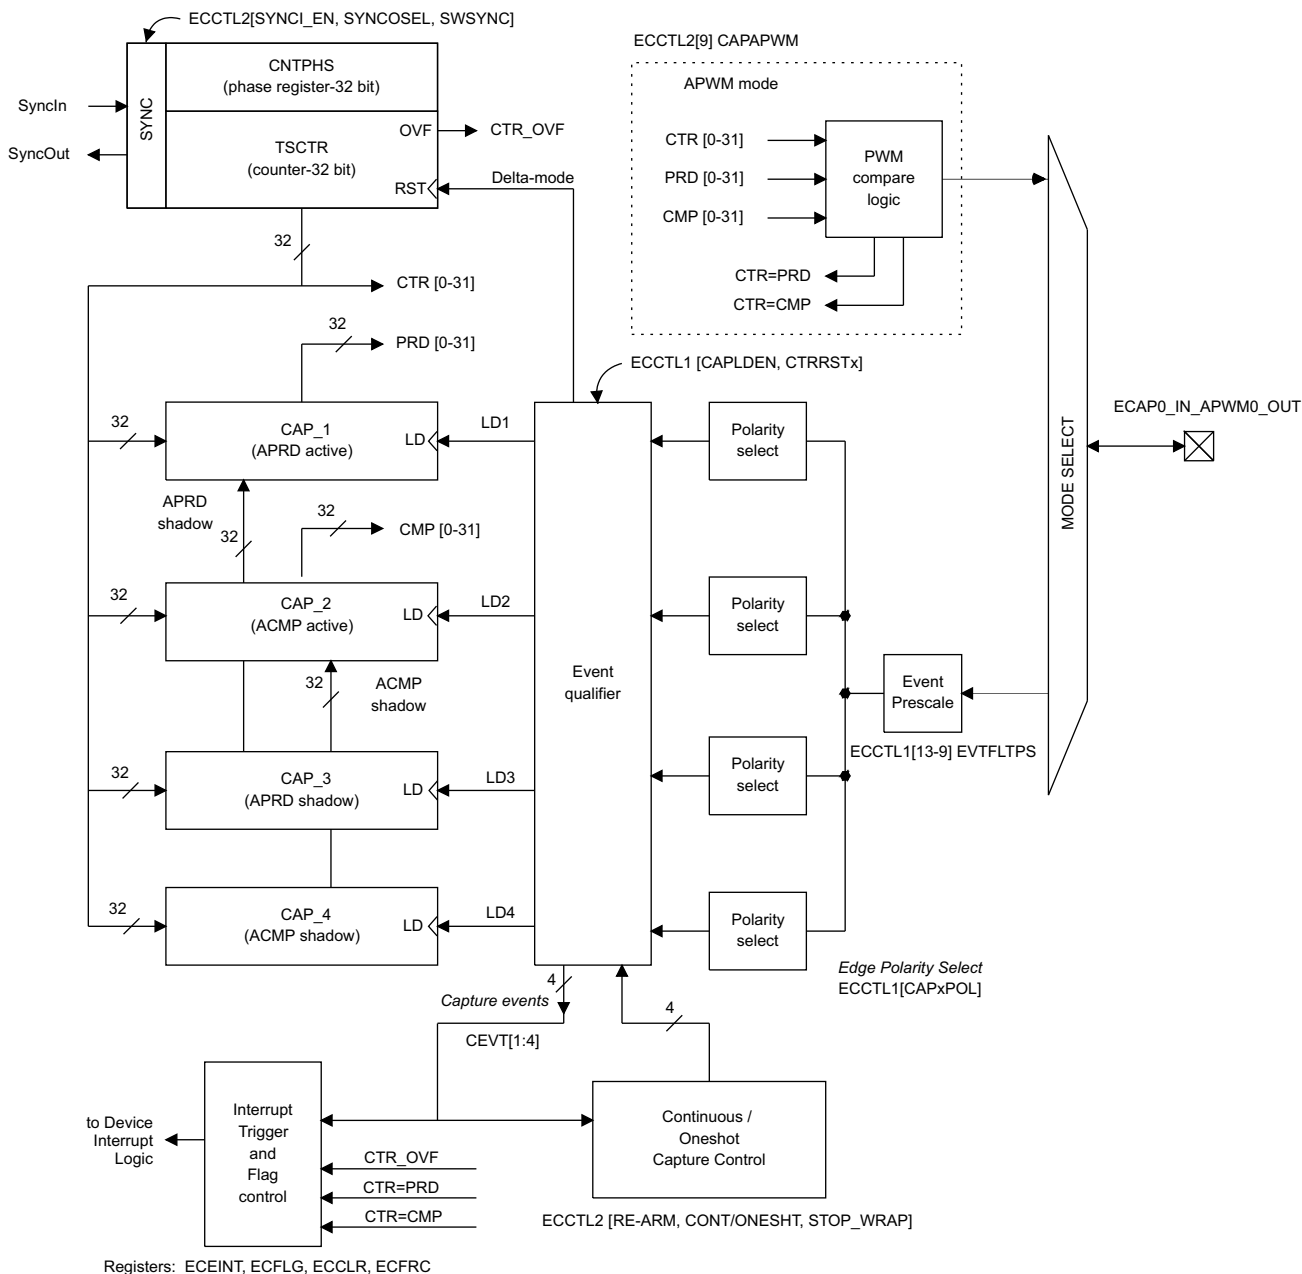 ECCTL2[SYNCI_EN, SYNCOSEL, SWSYNC]
SyncIn
SyncOut
SYNC
CNTPHS
(phase register-32 bit)
TSCTR
(counter-32 bit)
OVF
RST
CTR_OVF
Delta-mode
ECCTL2[9] CAPAPWM
APWM mode
CTR [0-31]
PRD [0-31]
CMP [0-31]
PWM
compare
logic
CTR=PRD
CTR=CMP
32
CTR [0-31]
32
PRD [0-31]
ECCTL1 [CAPLDEN, CTRRSTx]
32
CAP_1
(APRD active)
LD
LD1
Polarity
select
MODE SELECT
ECAP0_IN_APWM0_OUT
APRD
shadow
32
32
CMP [0-31]
32
CAP_2
(ACMP active)
LD
LD2
Polarity
select
Event
qualifier
32
ACMP
shadow
Event
Prescale
ECCTL1[13-9] EVTFLTPS
32
CAP_3
(APRD shadow)
LD
LD3
Polarity
select
32
CAP_4
(ACMP shadow)
LD
LD4
Polarity
select
Edge Polarity Select
ECCTL1[CAPxPOL]
4
Capture events
CEVT[1:4]
4
to Device
Interrupt
Logic
Interrupt
Trigger
and
Flag
control
CTR_OVF
CTR=PRD
CTR=CMP
Continuous /
Oneshot
Capture Control
ECCTL2 [RE-ARM, CONT/ONESHT, STOP_WRAP]
Registers: ECEINT, ECFLG, ECCLR, ECFRC